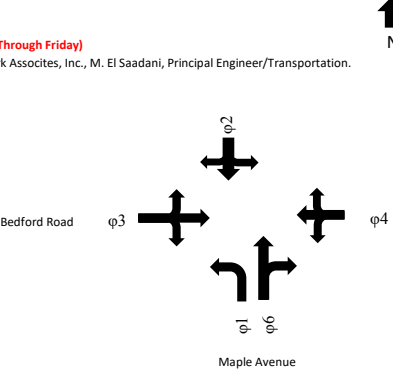 Through Friday)
k Assocites, Inc., M. El Saadani, Principal Engineer/Transportation.
φ2
Bedford Road
φ3
φ4
φ1
φ6
Maple Avenue